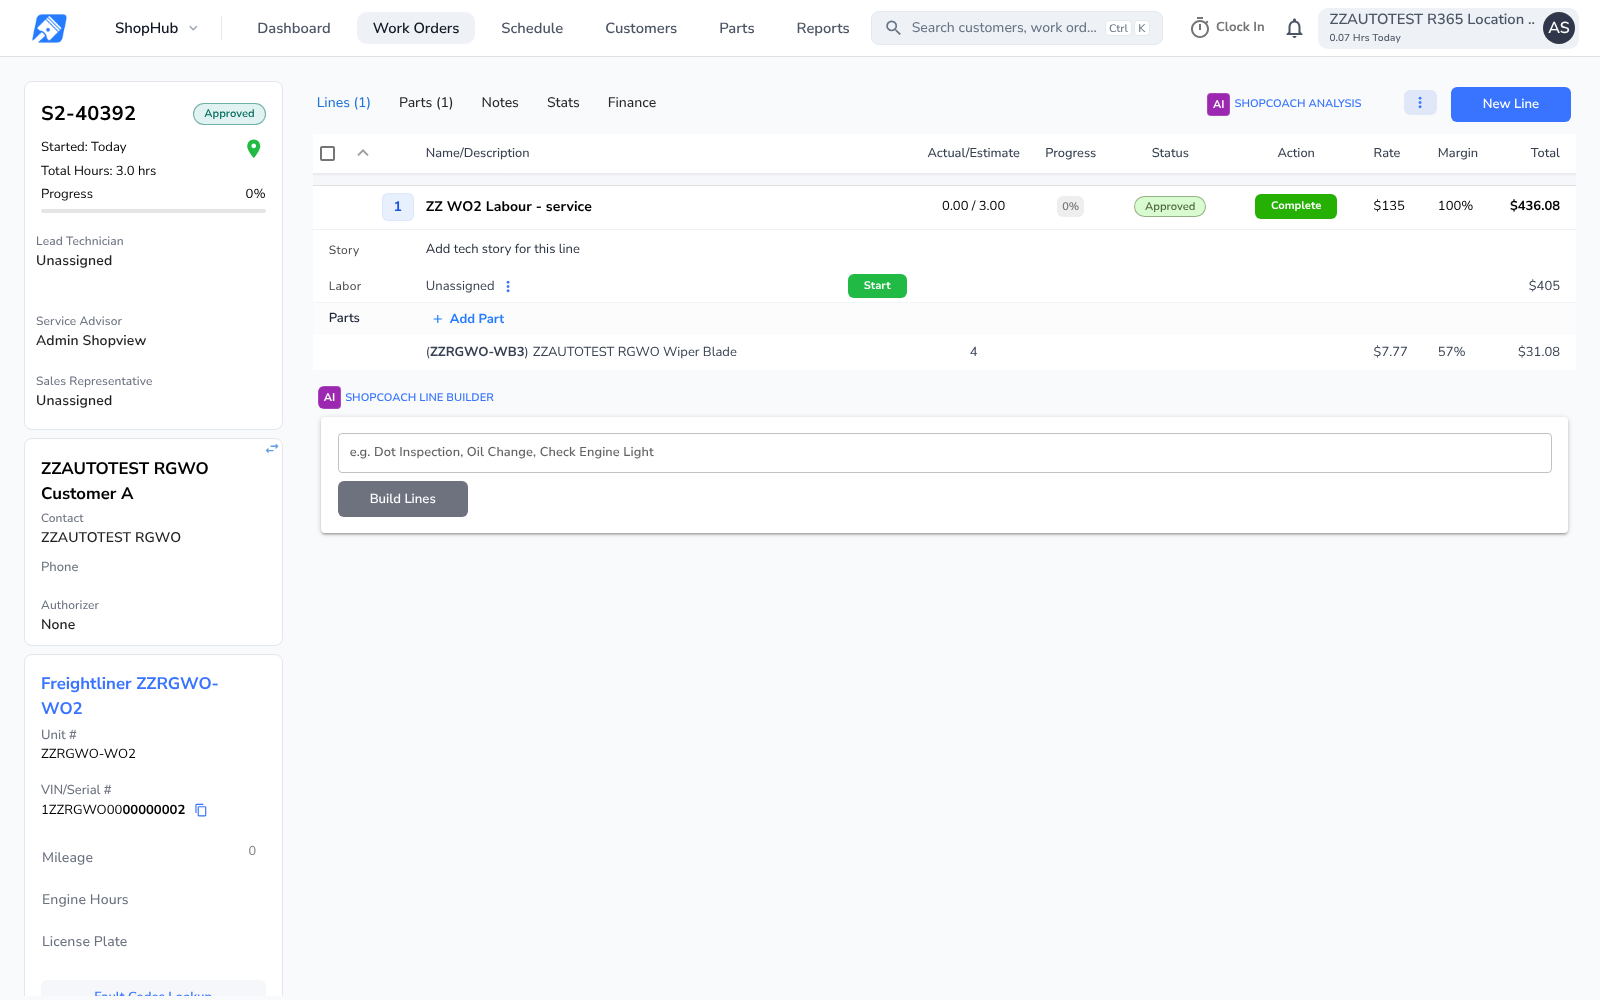 ShopHub
Dashboard
Work Orders
Schedule
Customers
Parts
Reports
Search customers, work ord... Ctrl K
Clock In
ZZAUTOTEST R365 Location ..
0.07 Hrs Today
AS
S2-40392
Approved
Started: Today
Total Hours: 3.0 hrs
Progress 0%
Lead Technician
Unassigned
Service Advisor
Admin Shopview
Sales Representative
Unassigned
ZZAUTOTEST RGWO
Customer A
Contact
ZZAUTOTEST RGWO
Phone
Authorizer
None
Freightliner ZZRGWO-
WO2
Unit #
ZZRGWO-WO2
VIN/Serial #
1ZZRGWO0000000002
Mileage 0
Engine Hours
License Plate
Fault Codes Lookup
Lines (1) Parts (1) Notes Stats Finance
AI SHOPCOACH ANALYSIS
New Line
Name/Description Actual/Estimate Progress Status Action Rate Margin Total
1 ZZ WO2 Labour - service 0.00 / 3.00 0% Approved Complete $135 100% $436.08
Story Add tech story for this line
Labor Unassigned Start $405
Parts + Add Part
(ZZRGWO-WB3) ZZAUTOTEST RGWO Wiper Blade 4 $7.77 57% $31.08
AI SHOPCOACH LINE BUILDER
e.g. Dot Inspection, Oil Change, Check Engine Light
Build Lines